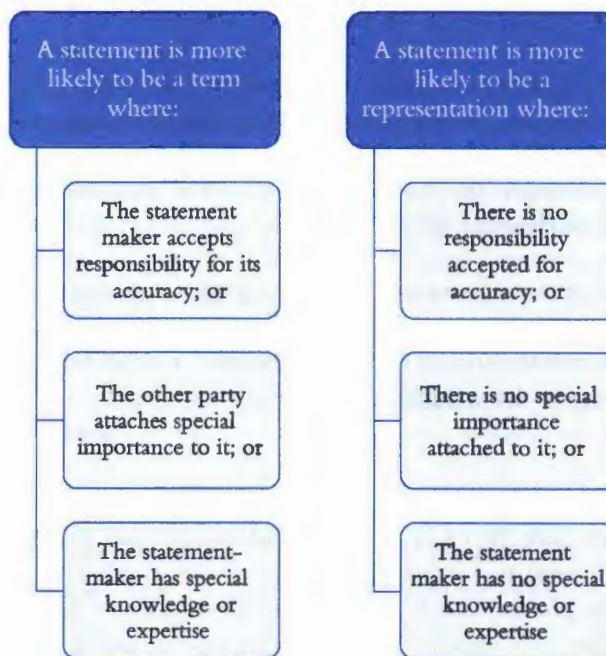 A statement is more
likely to be a term
where:
The statement
maker accepts
responsibility for its
accuracy; or
The other party
attaches special
importance to it; or
The statement-
maker has special
knowledge or
expertise
A statement is more
likely to be a
representation where:
There is no
responsibility
accepted for
accuracy; or
There is no special
importance
attached to it; or
The statement
maker has no special
knowledge or
expertise